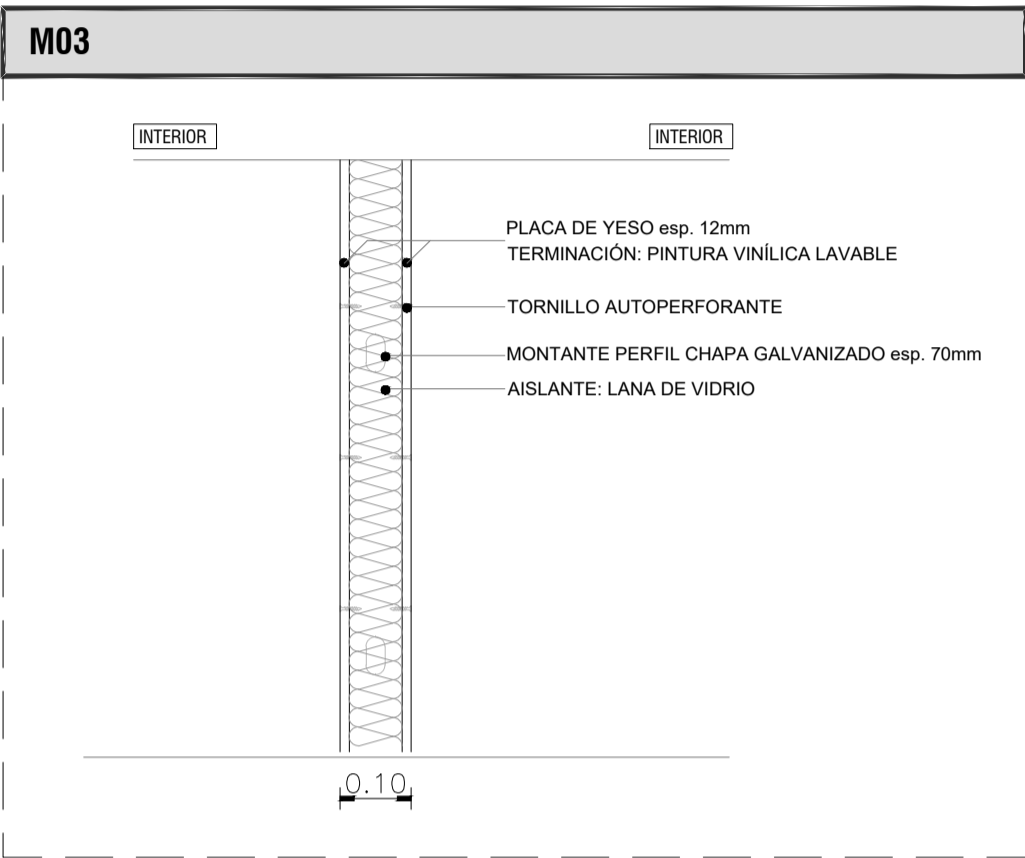 M03
INTERIOR
INTERIOR
PLACA DE YESO esp. 12mm
TERMINACIÓN: PINTURA VINÍLICA LAVABLE
TORNILLO AUTOPERFORANTE
MONTANTE PERFIL CHAPA GALVANIZADO esp. 70mm
AISLANTE: LANA DE VIDRIO
0.10